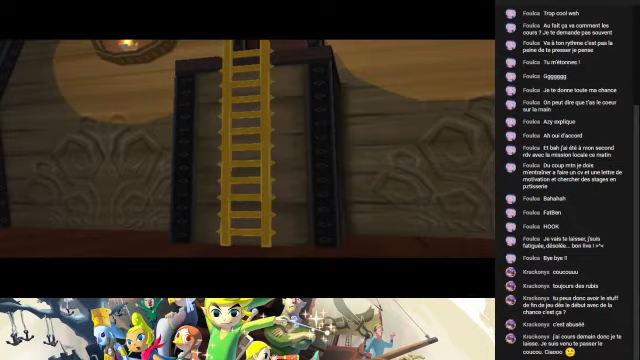 Foulca Trop cool wsh
Foulca Au fait ça va comment les
cours ? Je te demande pas souvent
Foulca Va à ton rythme c'est pas la
peine de te presser je pense
Foulca Tu m'étonnes !
Foulca Ggggggg
Foulca Je te donne toute ma chance
Foulca On peut dire que t'as le coeur
sur la main
Foulca Azy explique
Foulca Ah oui d'accord
Foulca Et bah j'ai été à mon second
rdv avec la mission locale ce matin
Foulca Du coup mtn je dois
m'entraîner a faire un cv et une lettre de
motivation et chercher des stages en
pztisserie
Foulca Bahahah
Foulca FatBen
Foulca HOOK
Foulca Je vais te laisser, j'suis
fatiguée, désolée... bon live ! >^<
Foulca Bye bye !!
Krackonyx coucouuu
Krackonyx toujours des rubis
Krackonyx tu peux donc avoir le stuff
de fin de jeu dès le début avec de la
chance c'est ça ?
Krackonyx c'est abuséé
Krackonyx j'ai cours demain donc je te
laisse. Je suis venu te passer le
coucou. Ciaooo